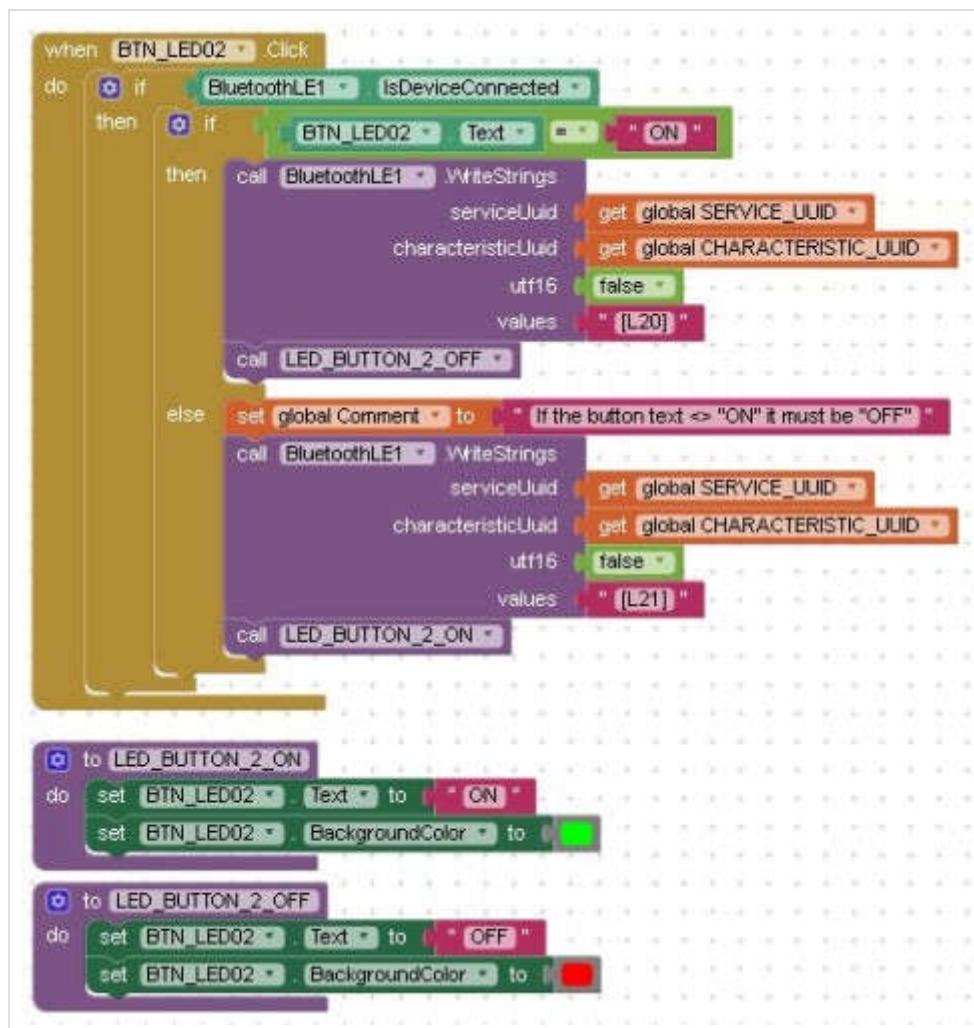 when BTN_LED02 .Click
do if BluetoothLE1 . IsDeviceConnected
then if BTN_LED02 . Text = " ON "
then call BluetoothLE1 .WriteStrings
serviceUuid get global SERVICE_UUID
characteristicUuid get global CHARACTERISTIC_UUID
utf16 false
values " [L20] "
call LED_BUTTON_2_OFF
else set global Comment to " If the button text <> "ON" it must be "OFF" "
call BluetoothLE1 .WriteStrings
serviceUuid get global SERVICE_UUID
characteristicUuid get global CHARACTERISTIC_UUID
utf16 false
values " [L21] "
call LED_BUTTON_2_ON
to LED_BUTTON_2_ON
do set BTN_LED02 . Text to " ON "
set BTN_LED02 . BackgroundColor to
to LED_BUTTON_2_OFF
do set BTN_LED02 . Text to " OFF "
set BTN_LED02 . BackgroundColor to